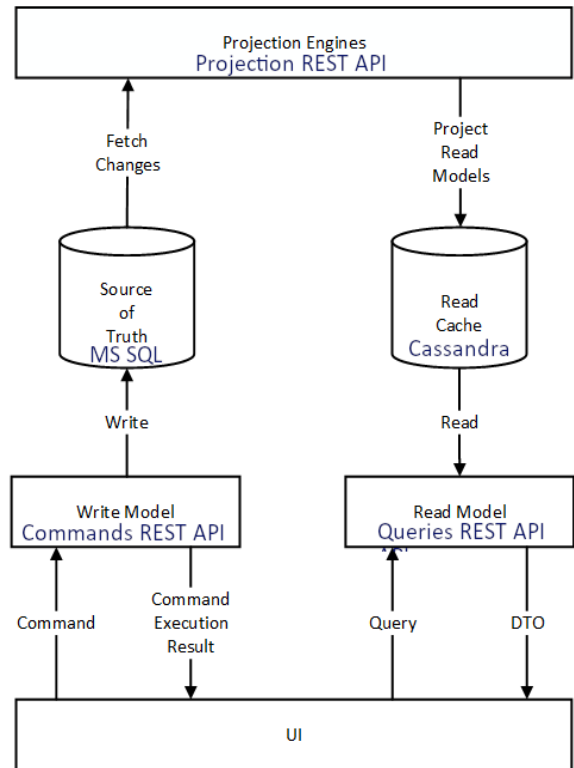 Projection Engines
Projection REST API
Fetch
Changes
Project
Read
Models
Source
of
Truth
MS SQL
Read
Cache
Cassandra
Write
Read
Write Model
Commands REST API
Read Model
Queries REST API
Command
Command
Execution
Result
Query
DTO
UI